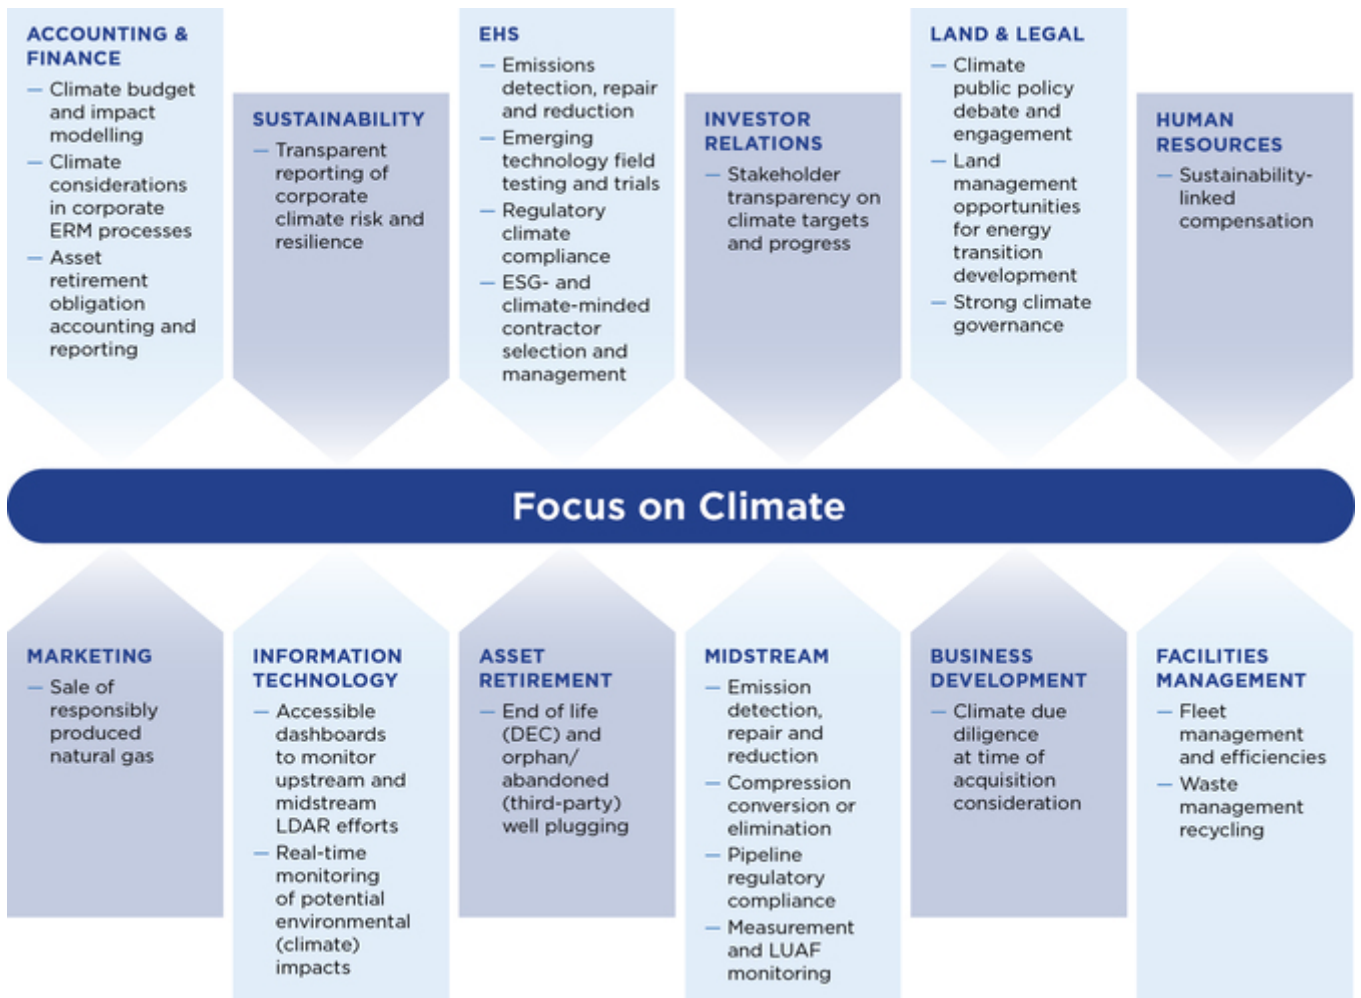 ACCOUNTING &
FINANCE
— Climate budget
and impact
modelling
— Climate
considerations
in corporate
ERM processes
— Asset
retirement
obligation
accounting and
reporting
SUSTAINABILITY
— Transparent
reporting of
corporate
climate risk and
resilience
EHS
— Emissions
detection, repair
and reduction
— Emerging
technology field
testing and trials
— Regulatory
climate
compliance
— ESG- and
climate-minded
contractor
selection and
management
INVESTOR
RELATIONS
— Stakeholder
transparency on
climate targets
and progress
LAND & LEGAL
— Climate
public policy
debate and
engagement
— Land
management
opportunities
for energy
transition
development
— Strong climate
governance
HUMAN
RESOURCES
— Sustainability-
linked
compensation
Focus on Climate
MARKETING
— Sale of
responsibly
produced
natural gas
INFORMATION
TECHNOLOGY
— Accessible
dashboards
to monitor
upstream and
midstream
LDAR efforts
— Real-time
monitoring
of potential
environmental
(climate)
impacts
ASSET
RETIREMENT
— End of life
(DEC) and
orphan/
abandoned
(third-party)
well plugging
MIDSTREAM
— Emission
detection,
repair and
reduction
— Compression
conversion or
elimination
— Pipeline
regulatory
compliance
— Measurement
and LUAF
monitoring
BUSINESS
DEVELOPMENT
— Climate due
diligence
at time of
acquisition
consideration
FACILITIES
MANAGEMENT
— Fleet
management
and efficiencies
— Waste
management
recycling